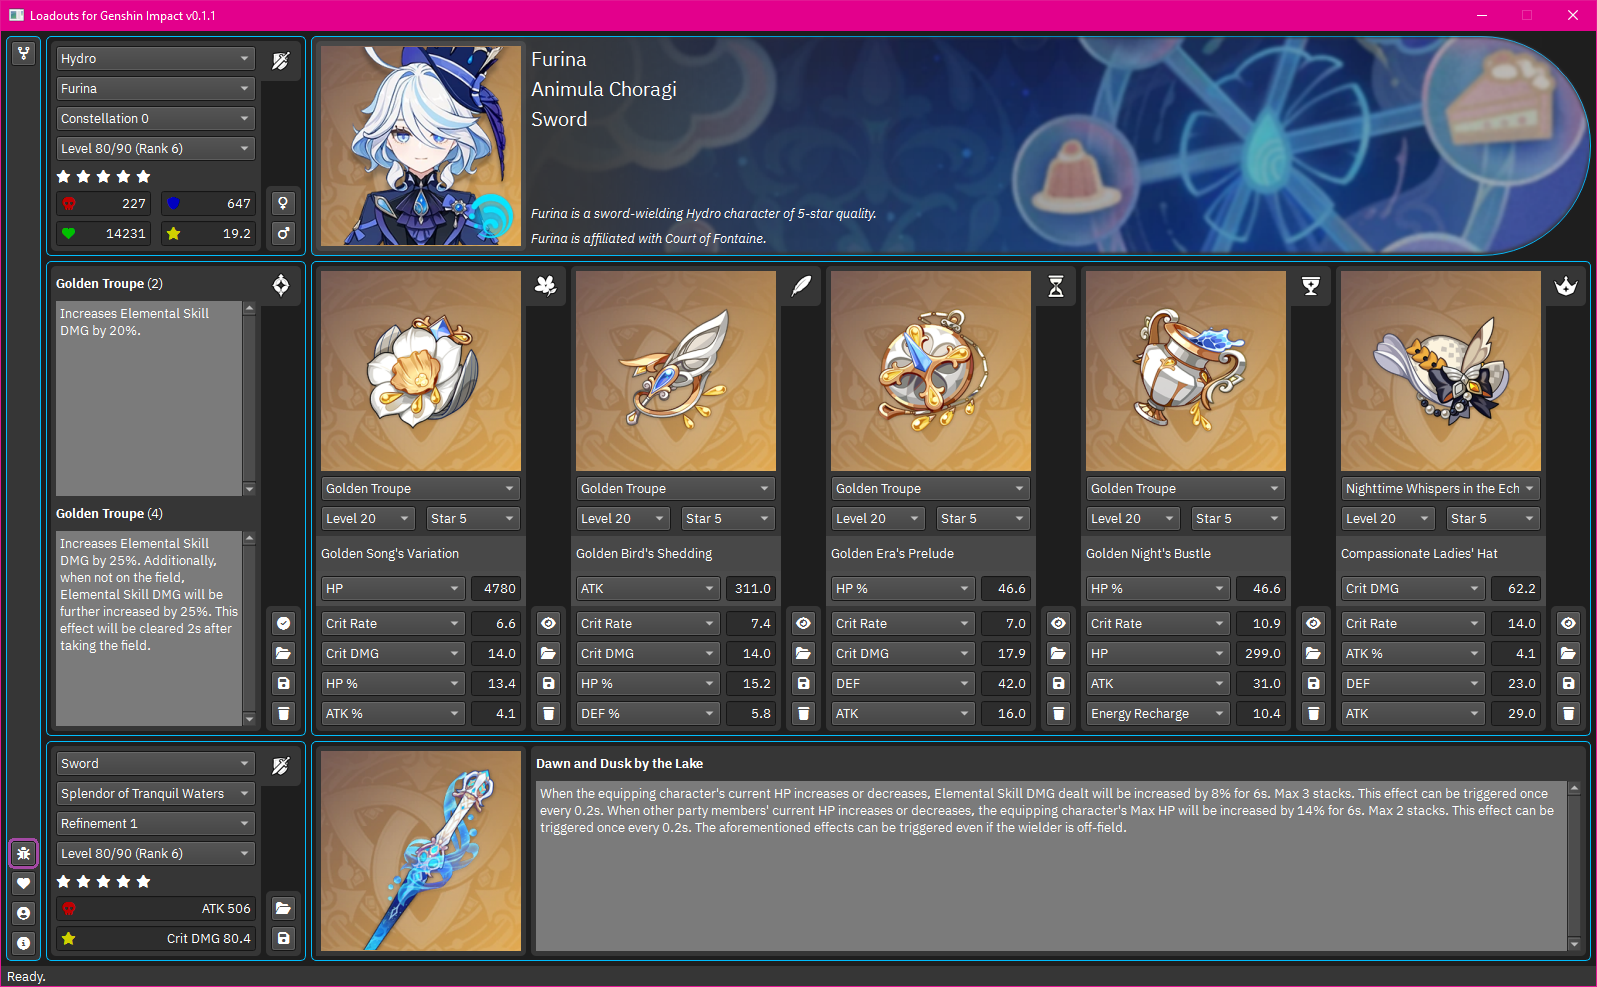 Loadouts for Genshin Impact v0.1.1
Hydro
Furina
Constellation 0
Level 80/90 (Rank 6)
227
647
14231
19.2
Furina
Animula Choragi
Sword
Furina is a sword-wielding Hydro character of 5-star quality.
Furina is affiliated with Court of Fontaine.
Golden Troupe (2)
Increases Elemental Skill
DMG by 20%.
Golden Troupe (4)
Increases Elemental Skill
DMG by 25%. Additionally,
when not on the field,
Elemental Skill DMG will be
further increased by 25%. This
effect will be cleared 2s after
taking the field.
Golden Troupe
Level 20
Star 5
Golden Song's Variation
HP
4780
Crit Rate
6.6
Crit DMG
14.0
HP %
13.4
ATK %
4.1
Golden Troupe
Level 20
Star 5
Golden Bird's Shedding
ATK
311.0
Crit Rate
7.4
Crit DMG
14.0
HP %
15.2
DEF %
5.8
Golden Troupe
Level 20
Star 5
Golden Era's Prelude
HP %
46.6
Crit Rate
7.0
Crit DMG
17.9
DEF
42.0
ATK
16.0
Golden Troupe
Level 20
Star 5
Golden Night's Bustle
HP %
46.6
Crit Rate
10.9
HP
299.0
ATK
31.0
Energy Recharge
10.4
Nighttime Whispers in the Ech
Level 20
Star 5
Compassionate Ladies' Hat
Crit DMG
62.2
Crit Rate
14.0
ATK %
4.1
DEF
23.0
ATK
29.0
Sword
Splendor of Tranquil Waters
Refinement 1
Level 80/90 (Rank 6)
ATK 506
Crit DMG 80.4
Dawn and Dusk by the Lake
When the equipping character's current HP increases or decreases, Elemental Skill DMG dealt will be increased by 8% for 6s. Max 3 stacks. This effect can be triggered once
every 0.2s. When other party members' current HP increases or decreases, the equipping character's Max HP will be increased by 14% for 6s. Max 2 stacks. This effect can be
triggered once every 0.2s. The aforementioned effects can be triggered even if the wielder is off-field.
Ready.